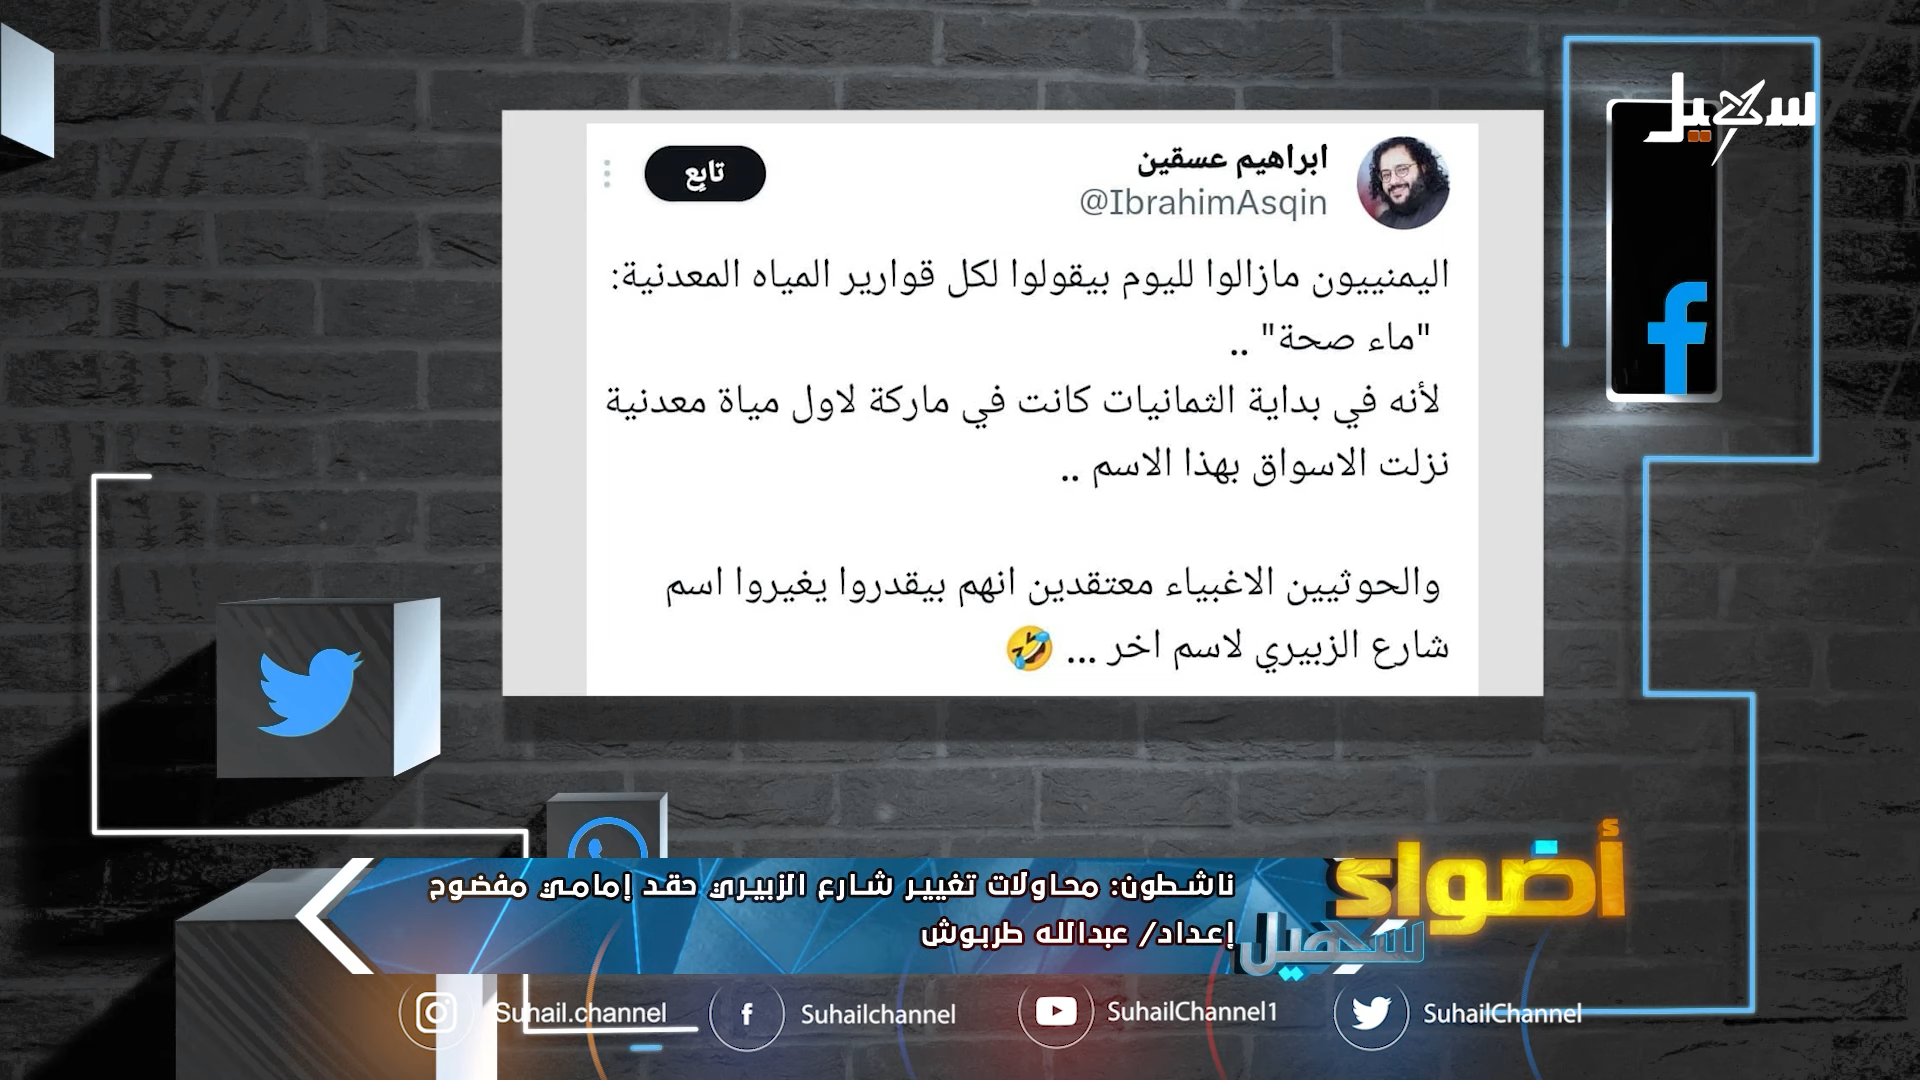 سهيل
ابراهيم عسقين
@IbrahimAsqin
تابع
اليمنييون مازالوا لليوم بيقولوا لكل قوارير المياه المعدنية:
"ماء صحة" ..
لأنه في بداية الثمانيات كانت في ماركة لاول مياة معدنية
نزلت الاسواق بهذا الاسم ..
والحوثيين الاغبياء معتقدين انهم بيقدروا يغيروا اسم
شارع الزبيري لاسم اخر ... 🤣
أضواء
سهيل
ناشطون: محاولات تغيير شارع الزبيري حقد إمامي مفضوح
إعداد/ عبدالله طربوش
Suhail.channel
Suhailchannel
SuhailChannel1
SuhailChannel